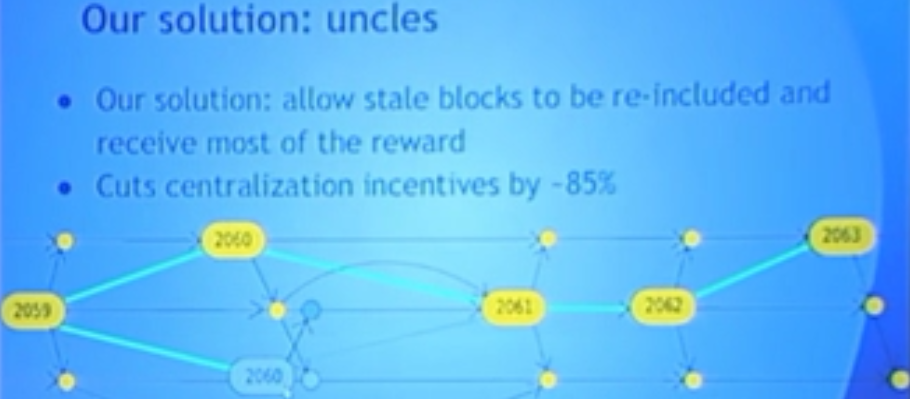 Our solution: uncles
• Our solution: allow stale blocks to be re-included and
receive most of the reward
• Cuts centralization incentives by ~85%
2060
2063
2059
2061
2062
2060